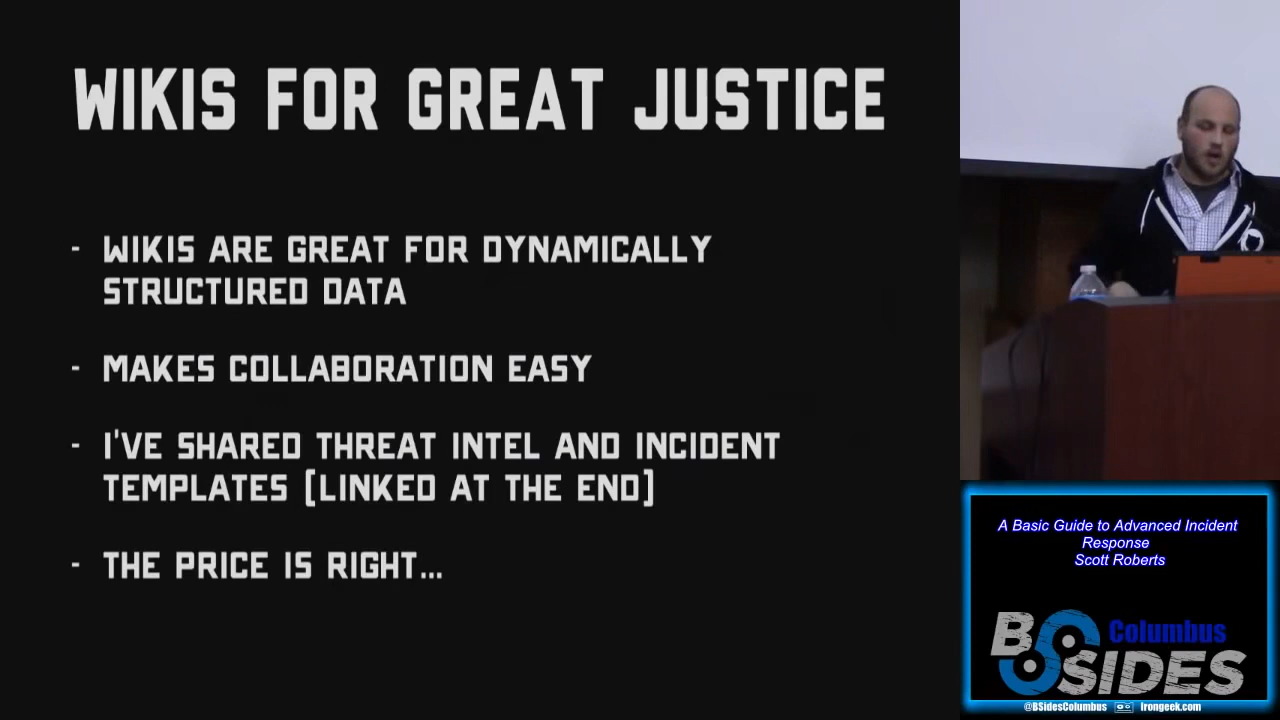 WIKIS FOR GREAT JUSTICE
- WIKIS ARE GREAT FOR DYNAMICALLY
STRUCTURED DATA
- MAKES COLLABORATION EASY
- I'VE SHARED THREAT INTEL AND INCIDENT
TEMPLATES [LINKED AT THE END]
- THE PRICE IS RIGHT...
A Basic Guide to Advanced Incident
Response
Scott Roberts
BSIDES
Columbus
@BSidesColumbus
Irongeek.com